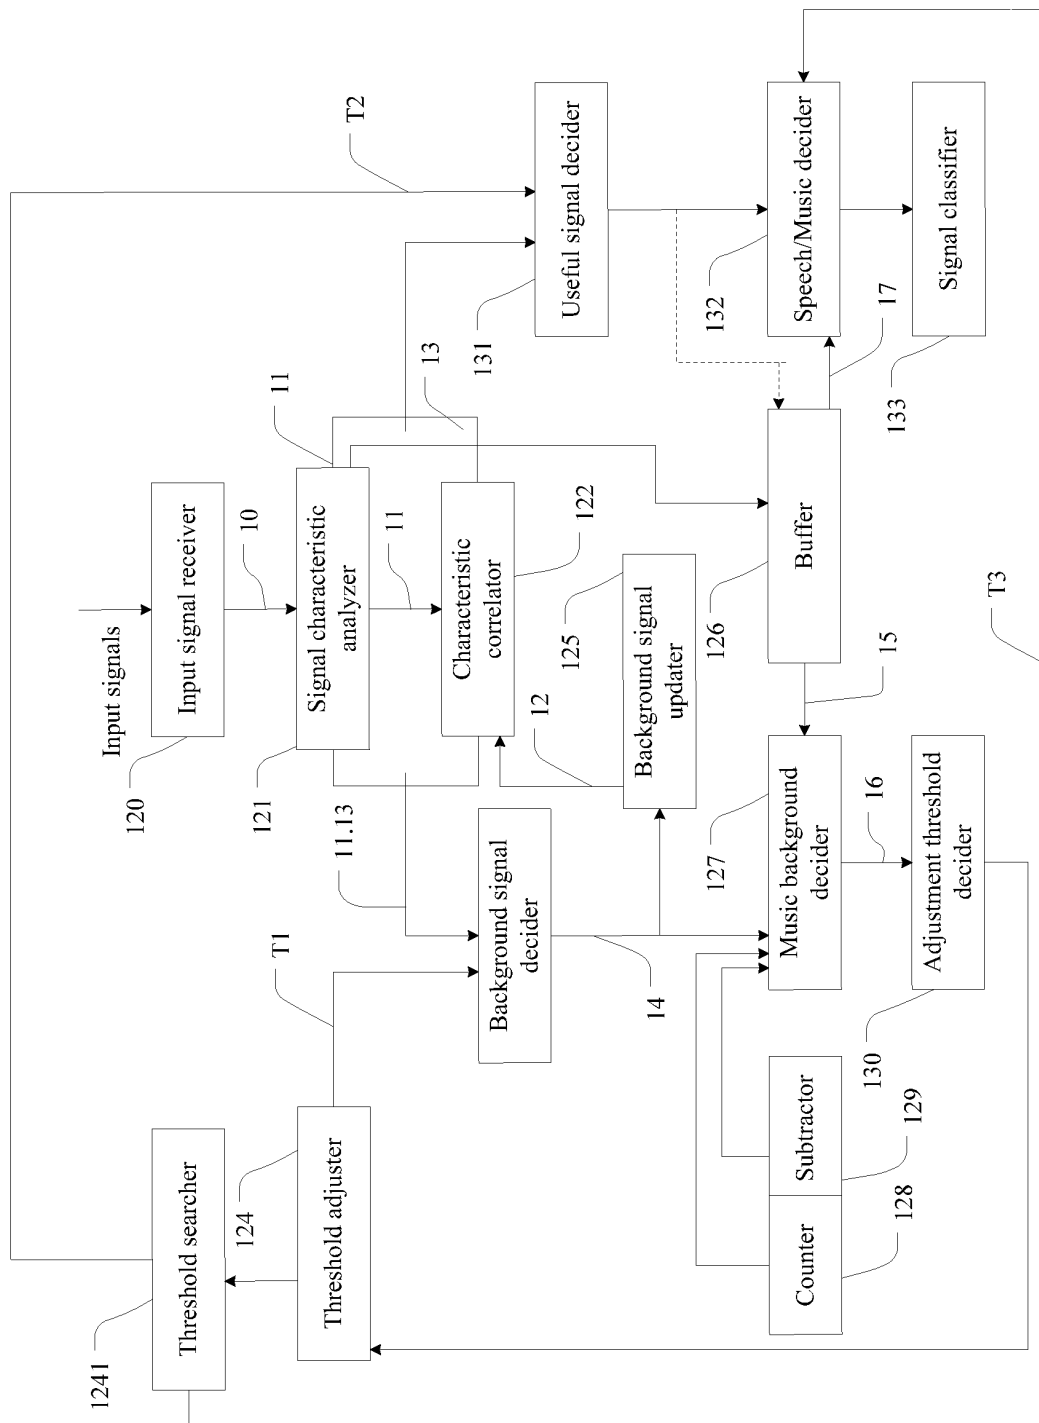 Input signals
120
Input signal receiver
10
121
Signal characteristic
analyzer
11
11
13
Characteristic
correlator
122
11.13
T1
T2
1241
Threshold searcher
124
Threshold adjuster
Background signal
decider
14
12
125
Background signal
updater
131
Useful signal decider
126
Buffer
15
17
127
Music background
decider
16
128
Counter
129
Subtractor
130
Adjustment threshold
decider
132
Speech/Music decider
133
Signal classifier
T3